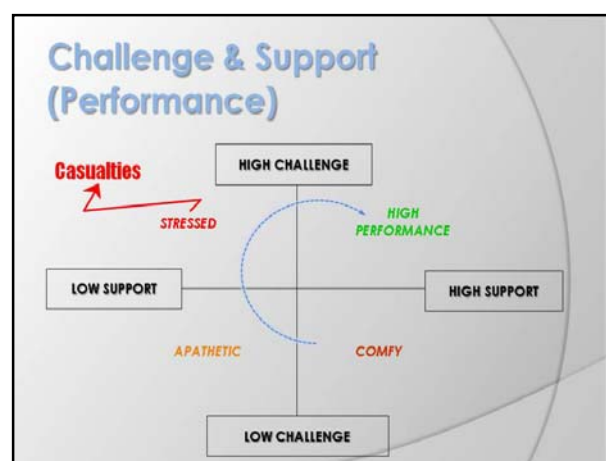 Challenge & Support
(Performance)
HIGH CHALLENGE
Casualties
STRESSED
HIGH
PERFORMANCE
LOW SUPPORT
HIGH SUPPORT
APATHETIC
COMFY
LOW CHALLENGE